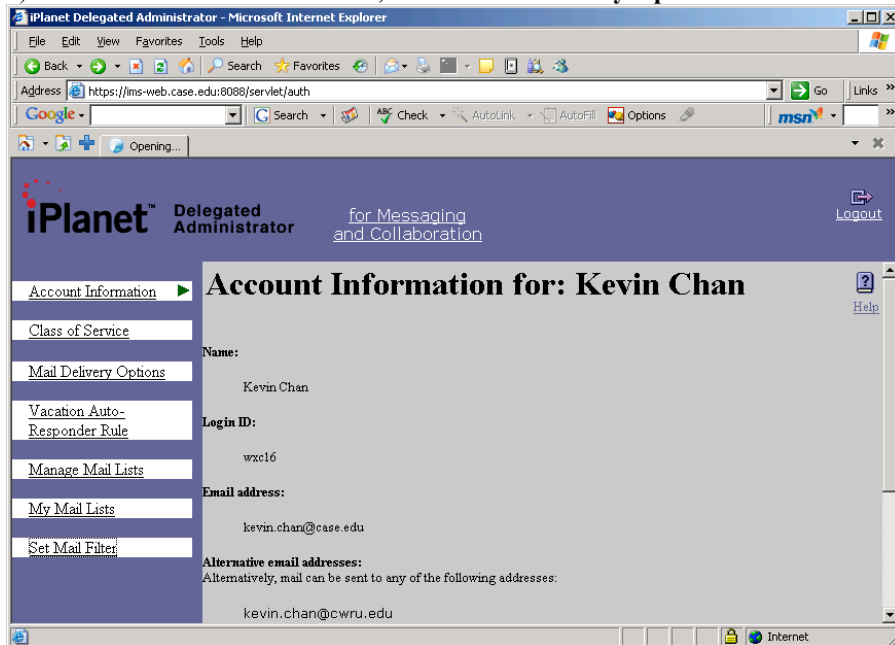 iPlanet Delegated Administrator - Microsoft Internet Explorer
File Edit View Favorites Tools Help
Back Search Favorites
Address https://ims-web.case.edu:8088/servlet/auth Go Links »
Google Search Check AutoLink AutoFill Options msn »
Opening...
iPlanet™ Delegated Administrator
for Messaging
and Collaboration
Logout
Account Information
Class of Service
Mail Delivery Options
Vacation Auto-
Responder Rule
Manage Mail Lists
My Mail Lists
Set Mail Filter
Account Information for: Kevin Chan
Help
Name:
Kevin Chan
Login ID:
wxc16
Email address:
kevin.chan@case.edu
Alternative email addresses:
Alternatively, mail can be sent to any of the following addresses:
kevin.chan@cwru.edu
Internet